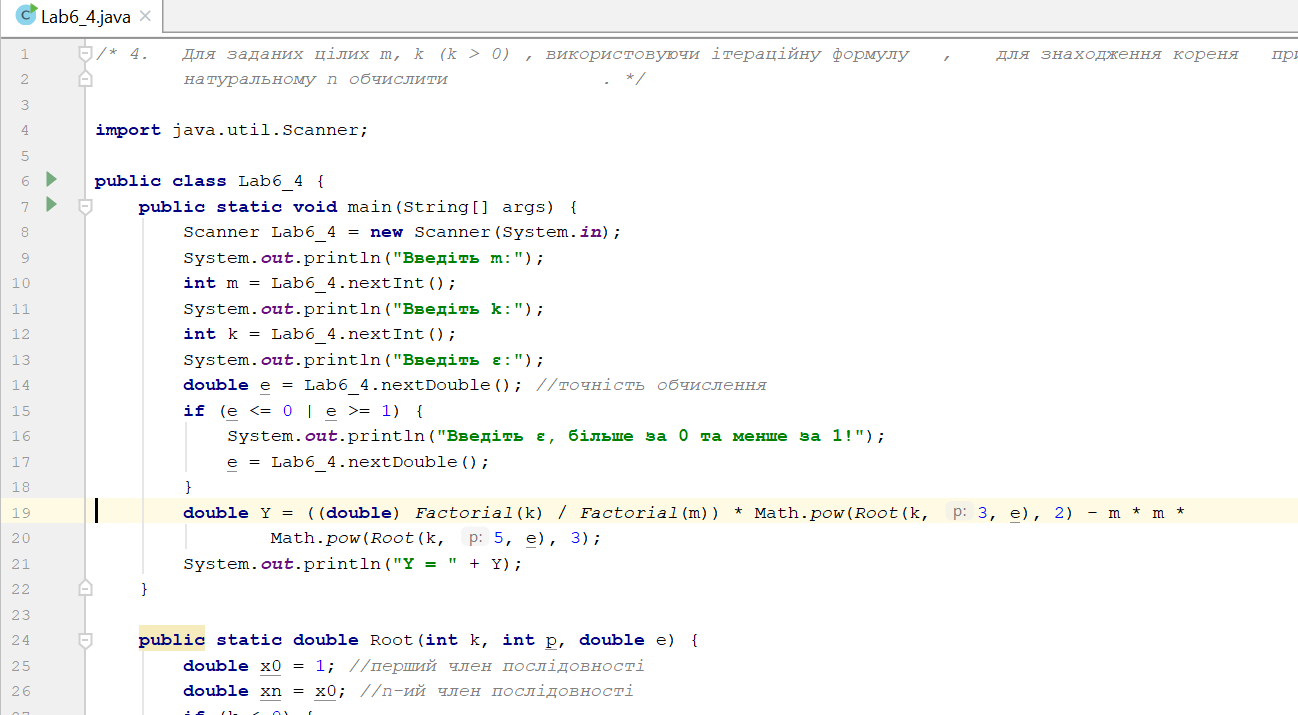 Lab6_4.java
1 /* 4. Для заданих цілих m, k (k > 0) , використовуючи ітераційну формулу , для знаходження кореня при
2 натуральному n обчислити . */
3
4 import java.util.Scanner;
5
6 public class Lab6_4 {
7 public static void main(String[] args) {
8 Scanner Lab6_4 = new Scanner(System.in);
9 System.out.println("Введіть m:");
10 int m = Lab6_4.nextInt();
11 System.out.println("Введіть k:");
12 int k = Lab6_4.nextInt();
13 System.out.println("Введіть ε:");
14 double e = Lab6_4.nextDouble(); //точність обчислення
15 if (e <= 0 | e >= 1) {
16 System.out.println("Введіть ε, більше за 0 та менше за 1!");
17 e = Lab6_4.nextDouble();
18 }
19 double Y = ((double) Factorial(k) / Factorial(m)) * Math.pow(Root(k, p: 3, e), 2) - m * m *
20 Math.pow(Root(k, p: 5, e), 3);
21 System.out.println("Y = " + Y);
22 }
23
24 public static double Root(int k, int p, double e) {
25 double x0 = 1; //перший член послідовності
26 double xn = x0; //n-ий член послідовності
27 if (k < 0) {